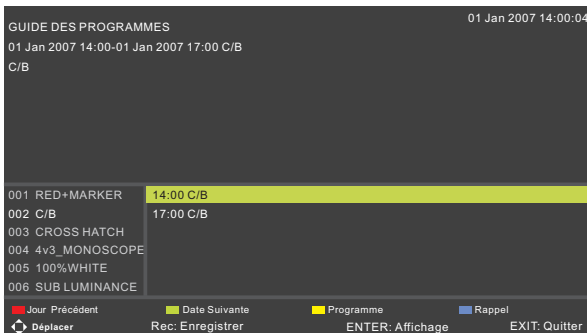 GUIDE DES PROGRAMMES
01 Jan 2007 14:00:04
01 Jan 2007 14:00-01 Jan 2007 17:00 C/B
C/B
001 RED+MARKER
14:00 C/B
002 C/B
17:00 C/B
003 CROSS HATCH
004 4v3_MONOSCOPE
005 100%WHITE
006 SUB LUMINANCE
Jour Précédent
Date Suivante
Programme
Rappel
Déplacer
Rec: Enregistrer
ENTER: Affichage
EXIT: Quitter